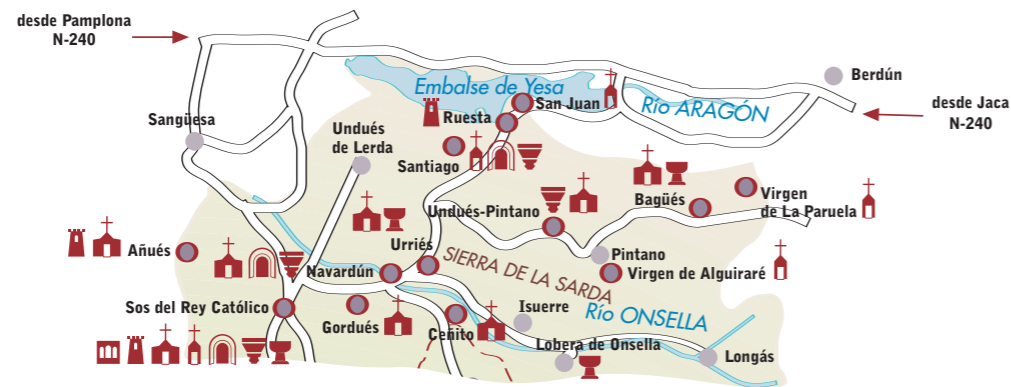 desde Pamplona
N-240
Berdún
Embalse de Yesa
San Juan
Río ARAGÓN
desde Jaca
N-240
Sangüesa
Ruesta
Undués
de Lerda
Santiago
Bagüés
Virgen
de La Paruela
Undués-Pintano
Urriés
Añués
SIERRA DE LA SARDA
Pintano
Navardún
Virgen de Alguiraré
Sos del Rey Católico
Gordués
Ceñito
Isuerre
Río ONSELLA
Lobera de Onsella
Longás